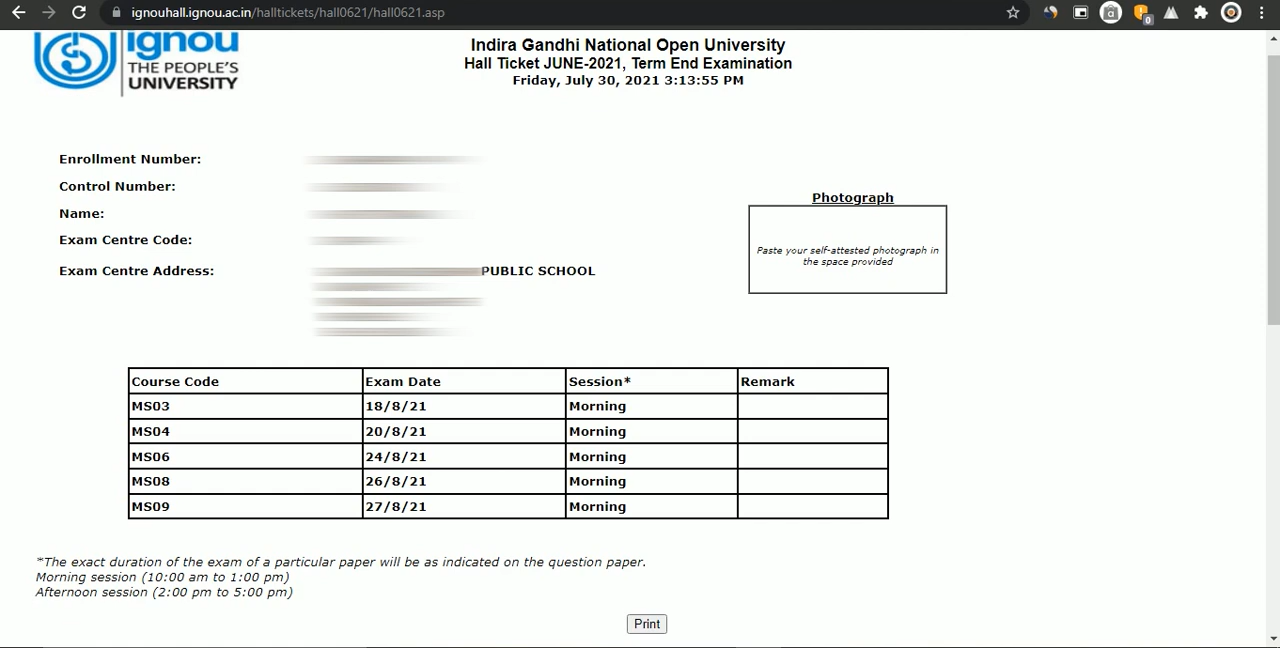 ignouhall.ignou.ac.in/halltickets/hall0621/hall0621.asp
0
ignou
THE PEOPLE'S
UNIVERSITY
Indira Gandhi National Open University
Hall Ticket JUNE-2021, Term End Examination
Friday, July 30, 2021 3:13:55 PM
Enrollment Number:
Control Number:
Name:
Exam Centre Code:
Exam Centre Address: PUBLIC SCHOOL
Photograph
Paste your self-attested photograph in
the space provided
Course Code Exam Date Session* Remark
MS03 18/8/21 Morning
MS04 20/8/21 Morning
MS06 24/8/21 Morning
MS08 26/8/21 Morning
MS09 27/8/21 Morning
*The exact duration of the exam of a particular paper will be as indicated on the question paper.
Morning session (10:00 am to 1:00 pm)
Afternoon session (2:00 pm to 5:00 pm)
Print